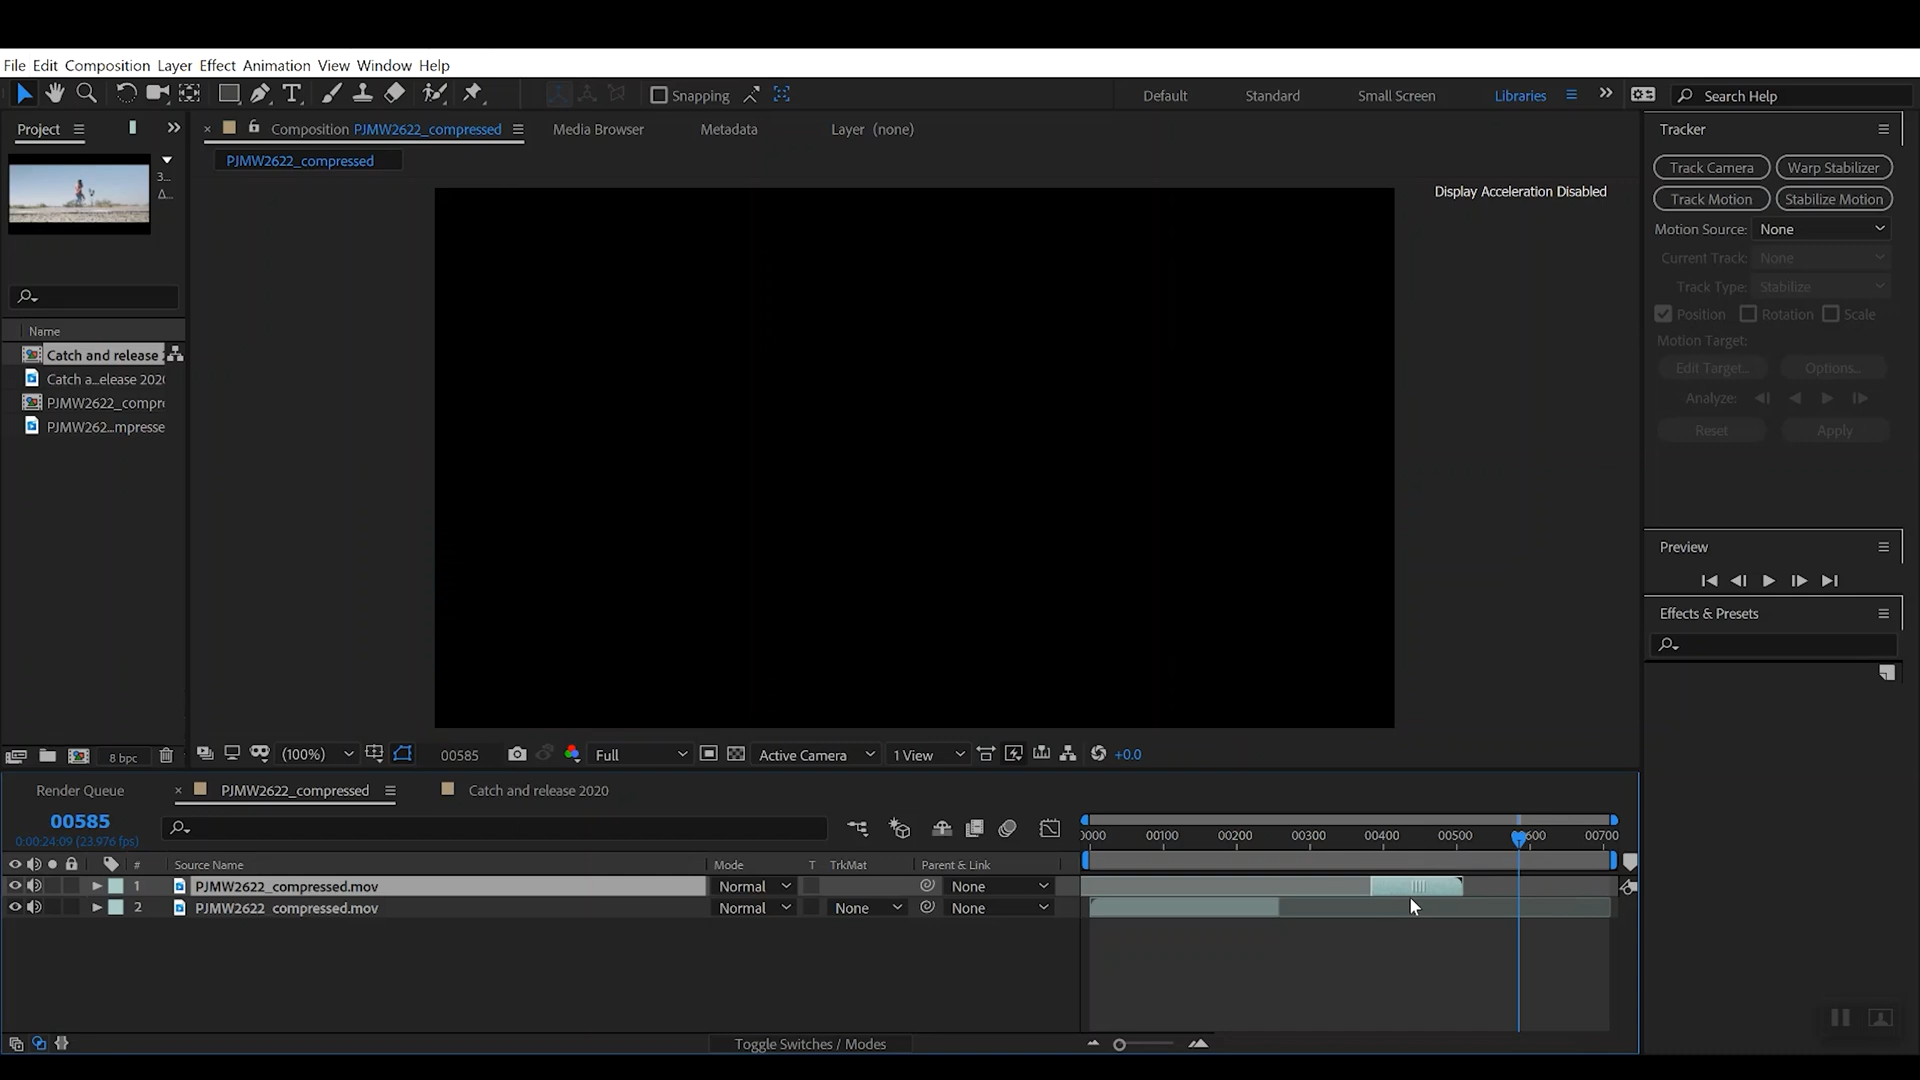 File Edit Composition Layer Effect Animation View Window Help
Snapping Default Standard Small Screen Libraries Search Help
Project Composition PJMW2622_compressed Media Browser Metadata Layer (none) Tracker
PJMW2622_compressed
3...
Δ...
Display Acceleration Disabled
Track Camera Warp Stabilizer
Track Motion Stabilize Motion
Motion Source: None
Current Track: None
Track Type: Stabilize
Position Rotation Scale
Motion Target:
Edit Target... Options...
Analyze:
Reset Apply
Name
Catch and release
Catch a...elease 202
PJMW2622_compr
PJMW262...mpresse
Preview
Effects & Presets
8 bpc (100%) 00585 Full Active Camera 1 View +0.0
Render Queue PJMW2622_compressed Catch and release 2020
00585
0:00:24:09 (23.976 fps)
0000 00100 00200 00300 00400 00500 00600 00700
# Source Name Mode T TrkMat Parent & Link
1 PJMW2622_compressed.mov Normal None
2 PJMW2622_compressed.mov Normal None None
Toggle Switches / Modes